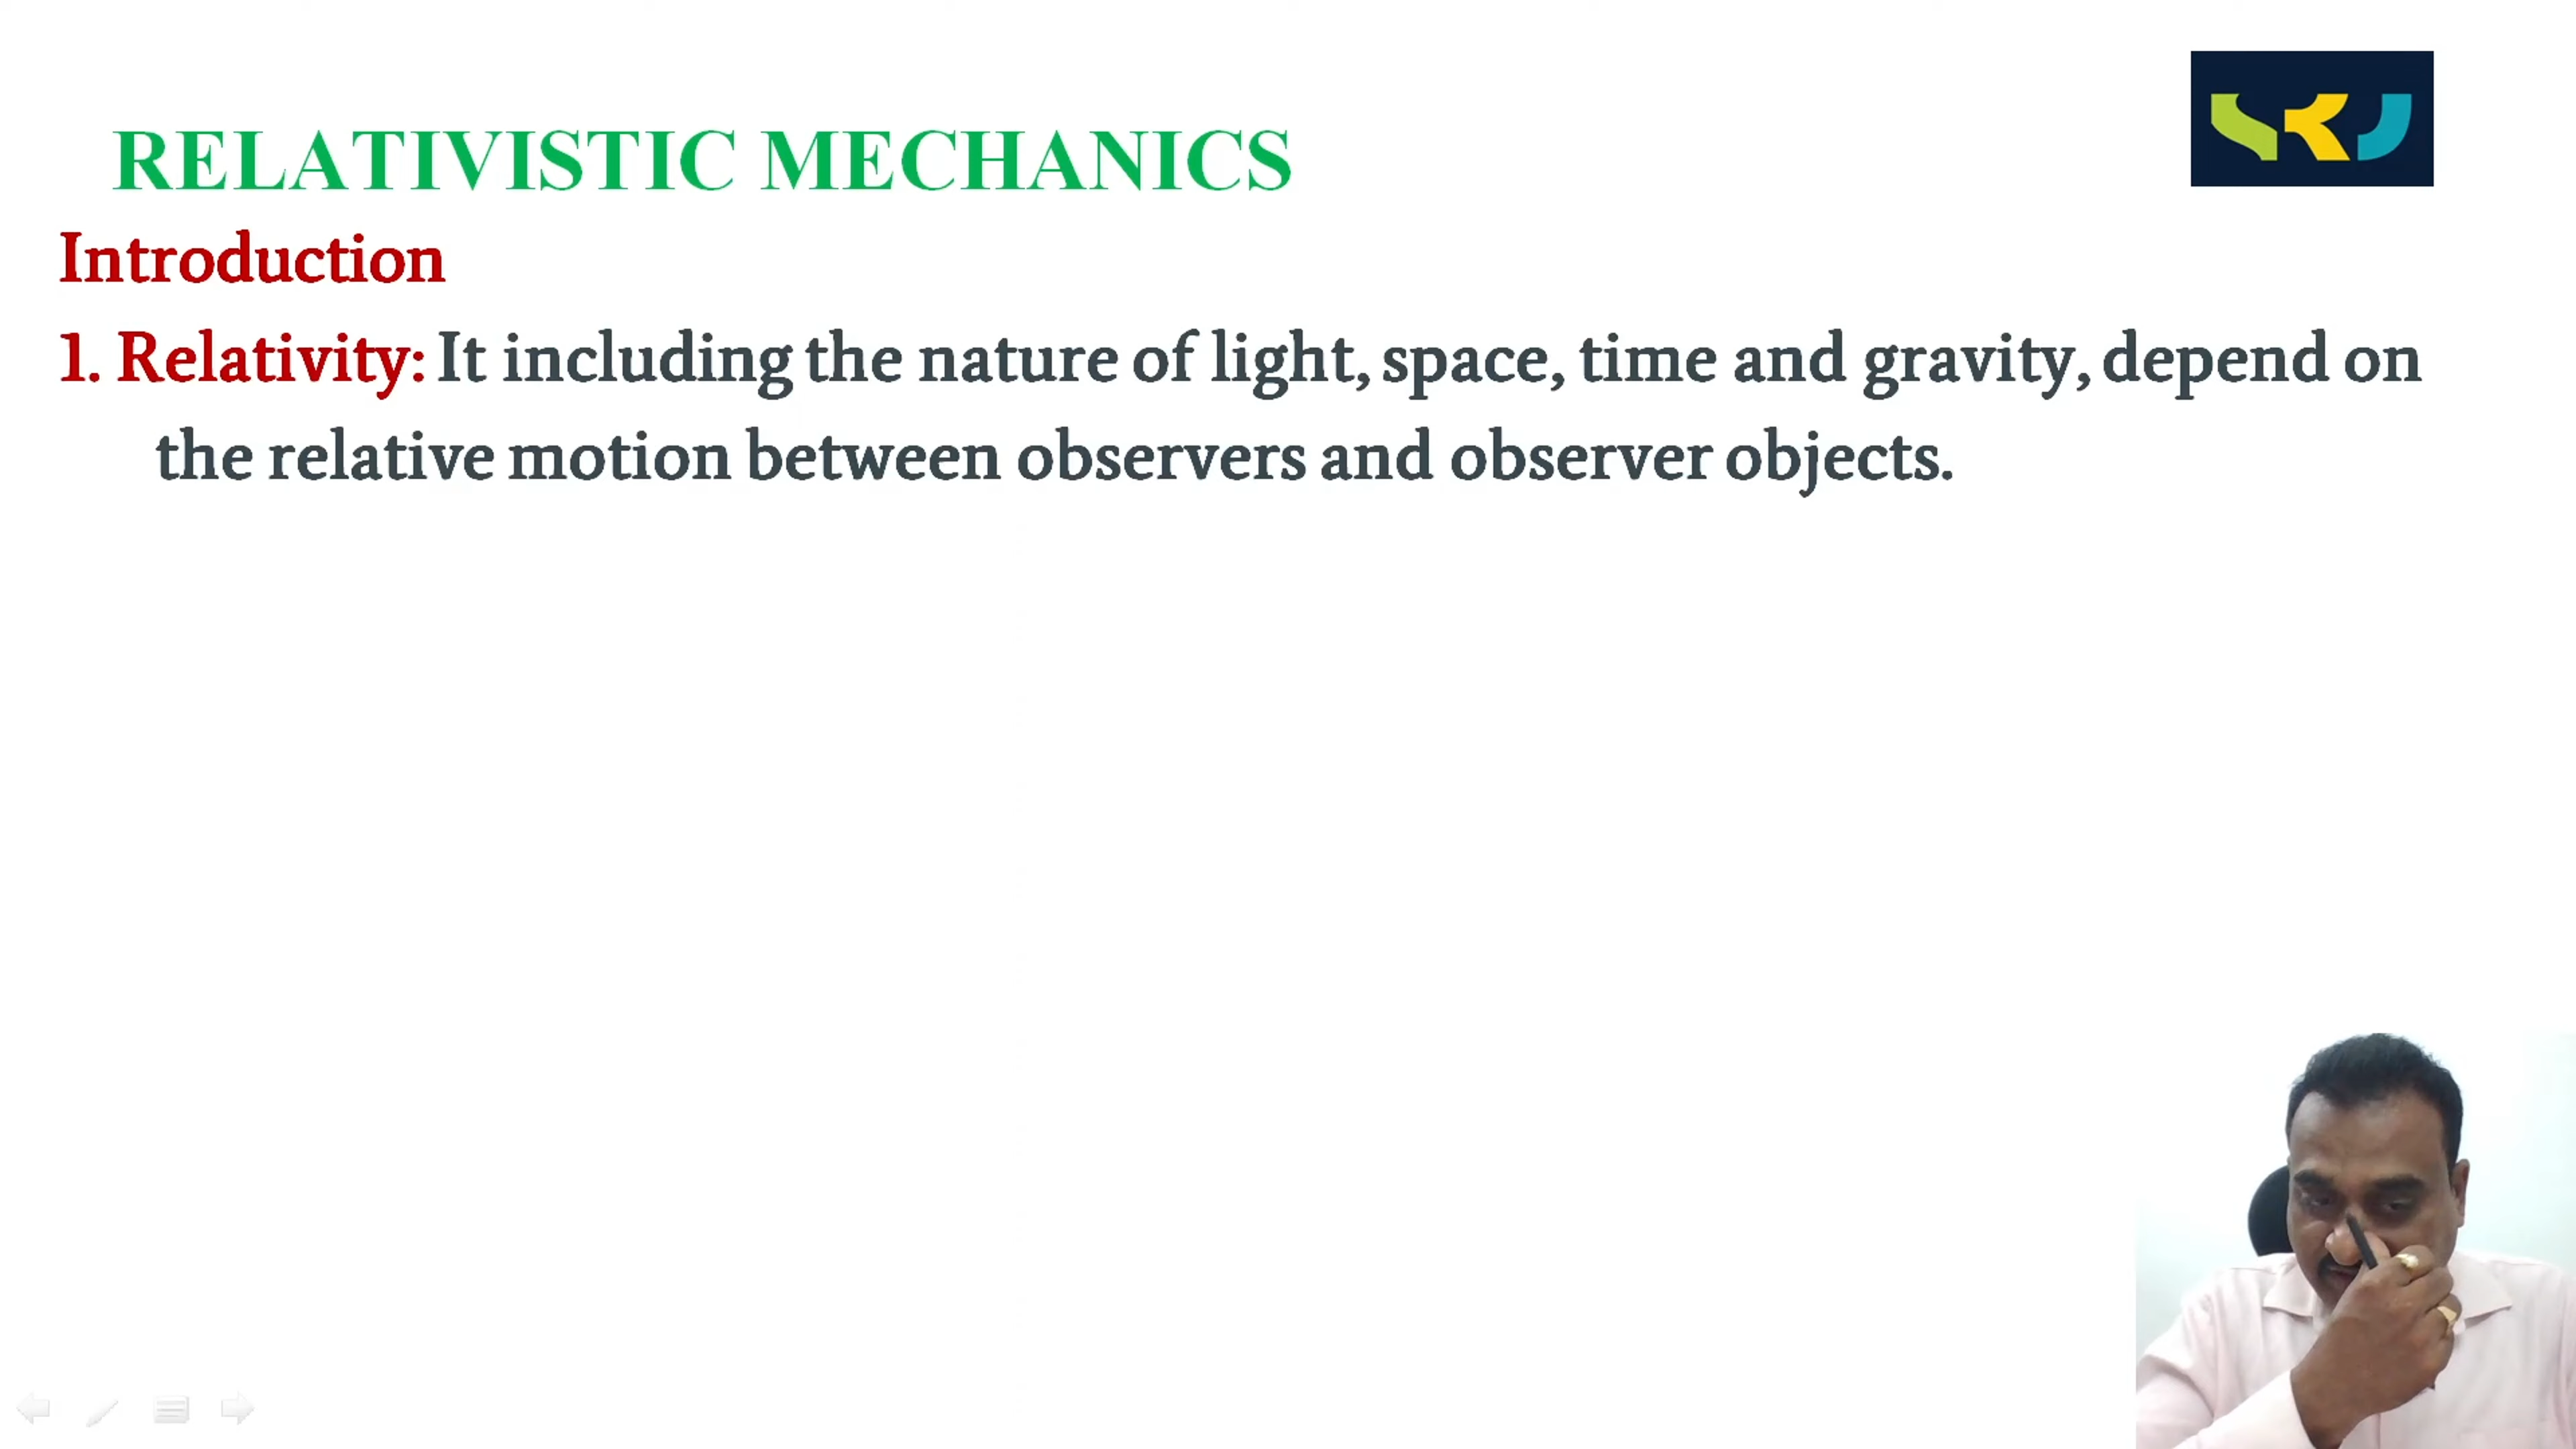 RELATIVISTIC MECHANICS
SKJ
Introduction
1. Relativity: It including the nature of light, space, time and gravity, depend on
the relative motion between observers and observer objects.